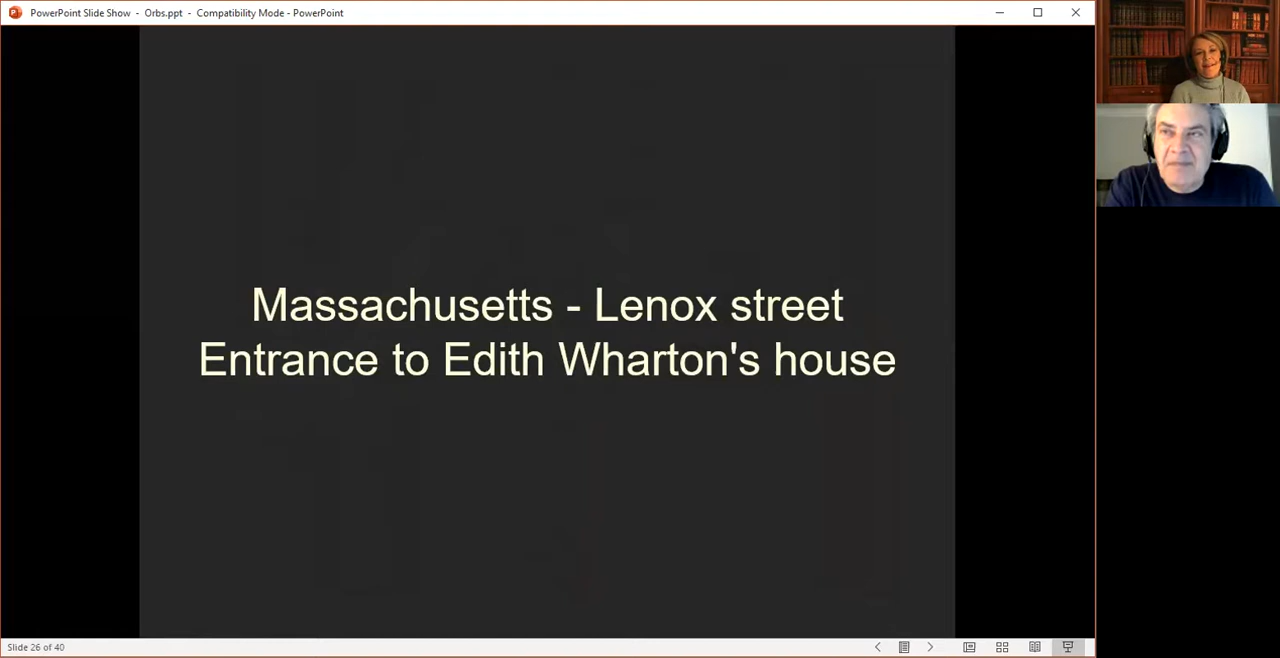 PowerPoint Slide Show - Orbs.ppt - Compatibility Mode - PowerPoint
Massachusetts - Lenox street
Entrance to Edith Wharton's house
Slide 26 of 40